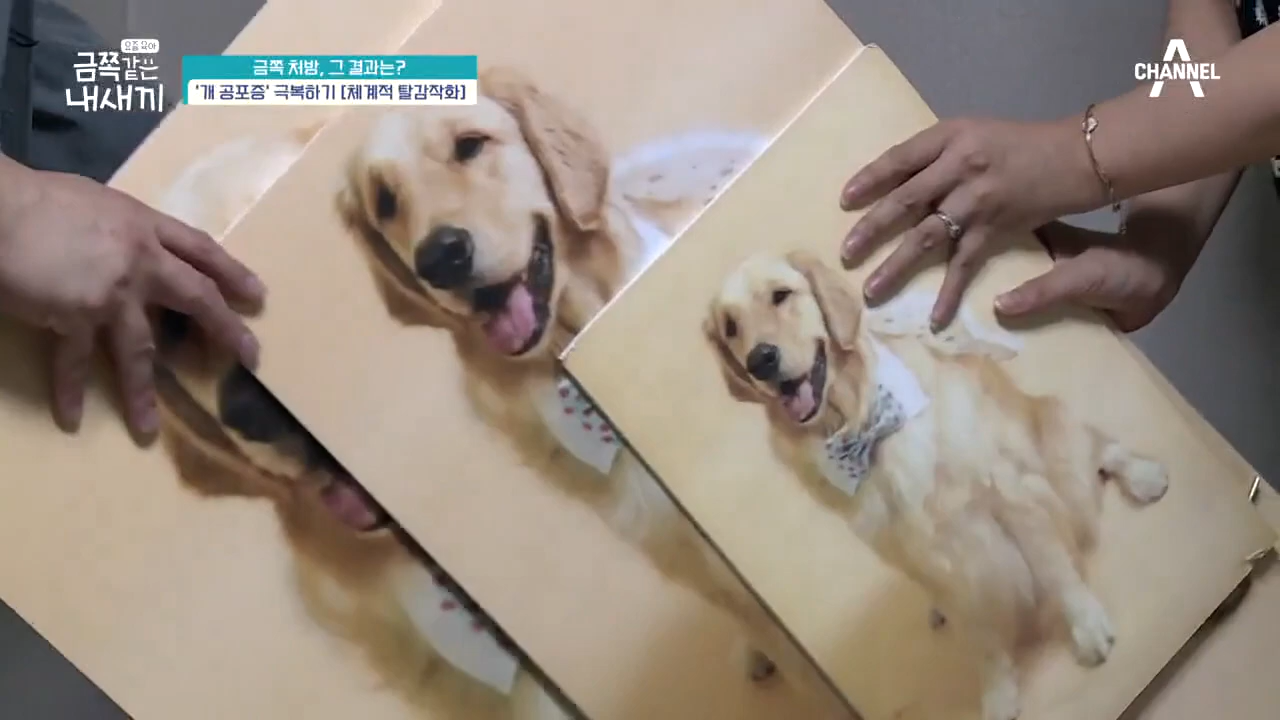 요즘 육아
금쪽같은
내새끼
금쪽 처방, 그 결과는?
'개 공포증' 극복하기 [체계적 탈감작화]
CHANNEL A